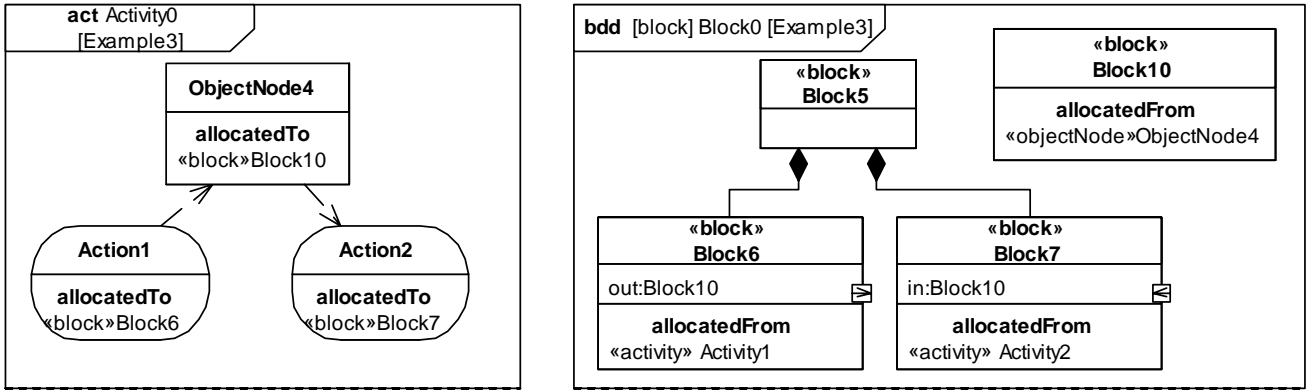 act Activity0
[Example3]
ObjectNode4
allocatedTo
«block»Block10
Action1
allocatedTo
«block»Block6
Action2
allocatedTo
«block»Block7
bdd [block] Block0 [Example3]
«block»
Block5
«block»
Block10
allocatedFrom
«objectNode»ObjectNode4
«block»
Block6
out:Block10
allocatedFrom
«activity» Activity1
«block»
Block7
in:Block10
allocatedFrom
«activity» Activity2